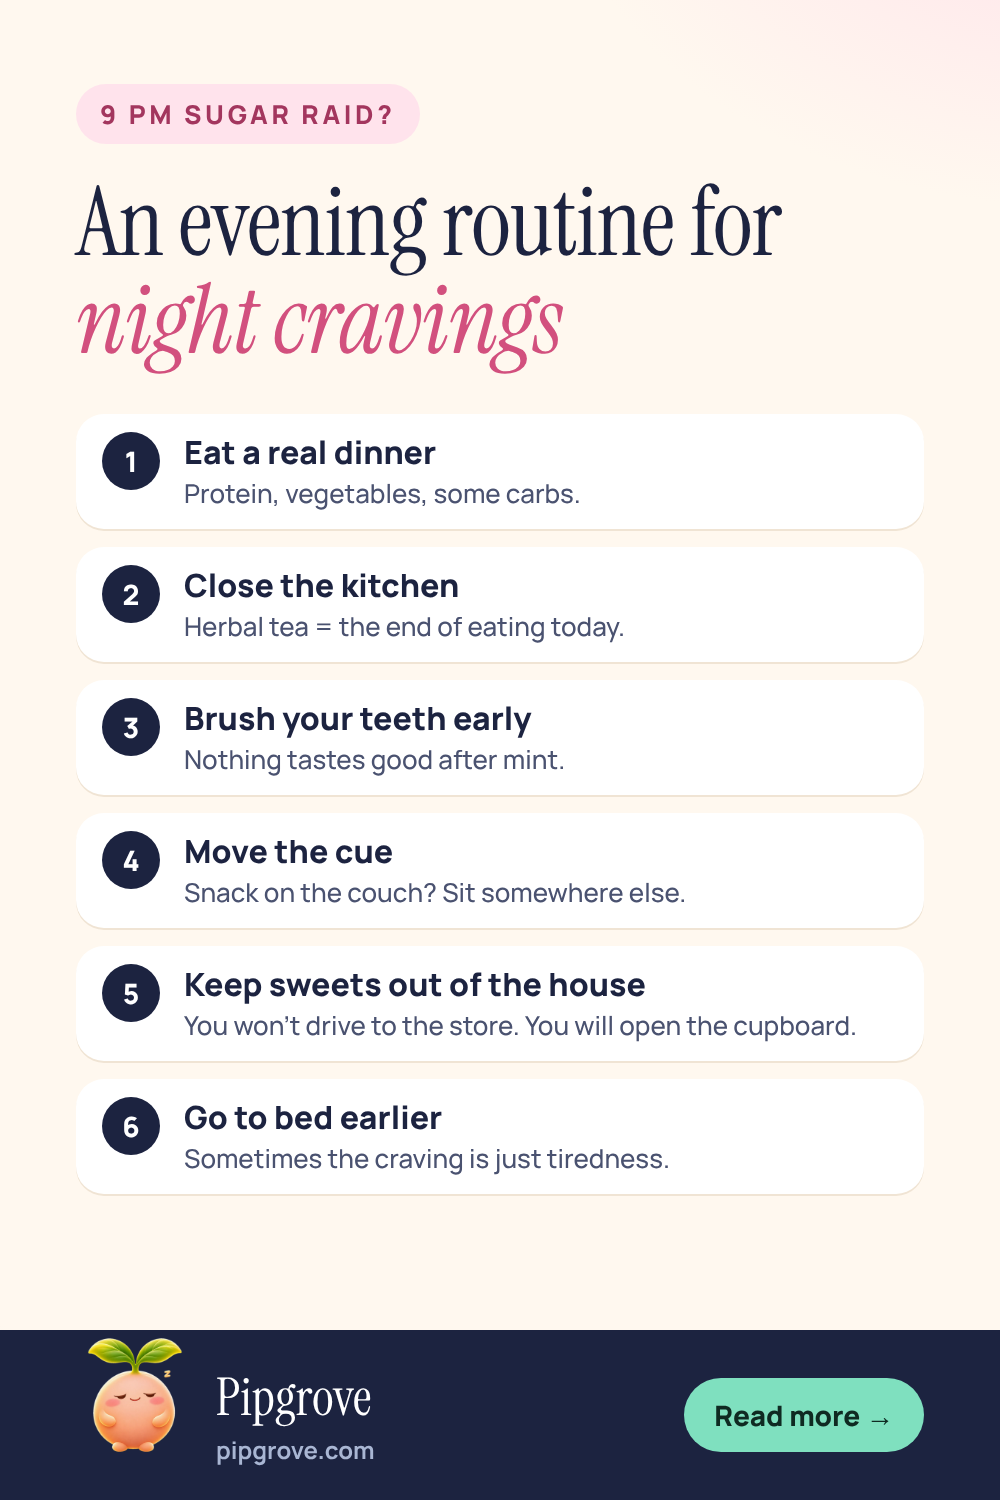 9 PM SUGAR RAID?
An evening routine for
night cravings
1
Eat a real dinner
Protein, vegetables, some carbs.
2
Close the kitchen
Herbal tea = the end of eating today.
3
Brush your teeth early
Nothing tastes good after mint.
4
Move the cue
Snack on the couch? Sit somewhere else.
5
Keep sweets out of the house
You won't drive to the store. You will open the cupboard.
6
Go to bed earlier
Sometimes the craving is just tiredness.
z
Pipgrove
pipgrove.com
Read more →